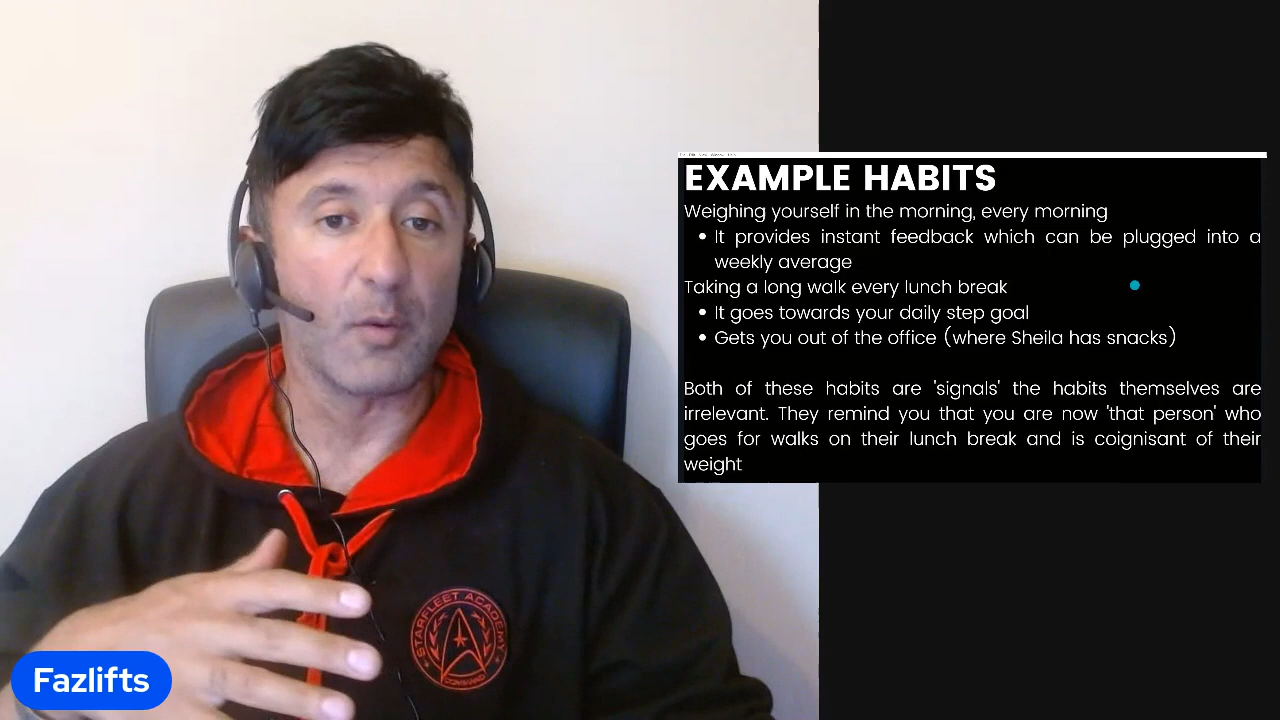 EXAMPLE HABITS
Weighing yourself in the morning, every morning
• It provides instant feedback which can be plugged into a
weekly average
Taking a long walk every lunch break
• It goes towards your daily step goal
• Gets you out of the office (where Sheila has snacks)
Both of these habits are 'signals' the habits themselves are
irrelevant. They remind you that you are now 'that person' who
goes for walks on their lunch break and is coignisant of their
weight
STARFLEET ACADEMY
COMMAND
Fazlifts